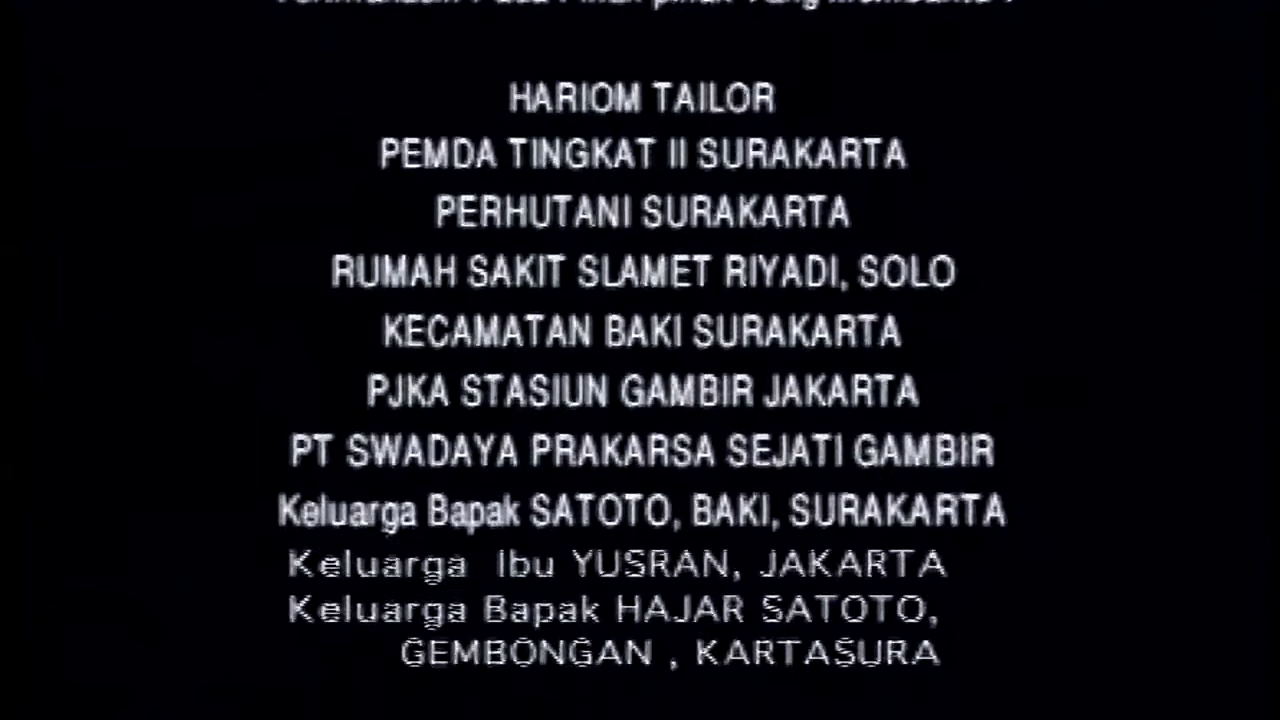 HARIOM TAILOR
PEMDA TINGKAT II SURAKARTA
PERHUTANI SURAKARTA
RUMAH SAKIT SLAMET RIYADI, SOLO
KECAMATAN BAKI SURAKARTA
PJKA STASIUN GAMBIR JAKARTA
PT SWADAYA PRAKARSA SEJATI GAMBIR
Keluarga Bapak SATOTO, BAKI, SURAKARTA
Keluarga Ibu YUSRAN, JAKARTA
Keluarga Bapak HAJAR SATOTO,
GEMBONGAN , KARTASURA